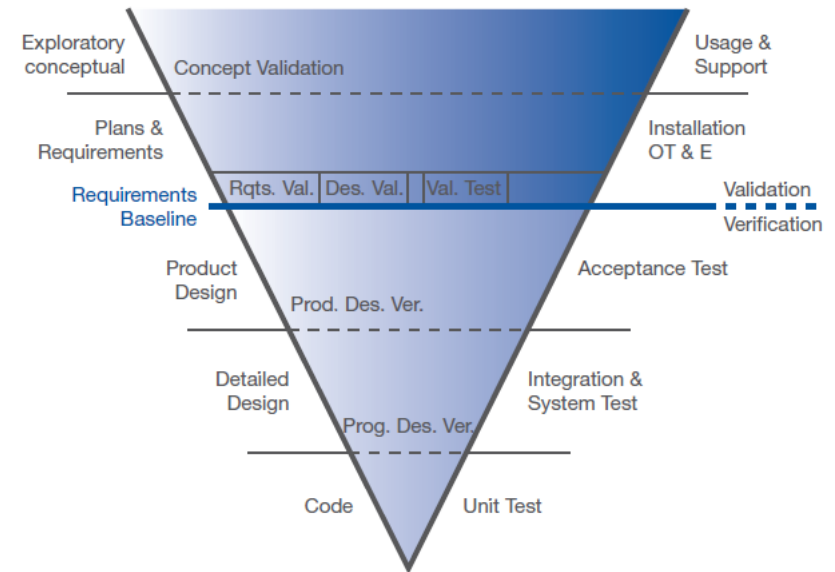 Exploratory
conceptual
Concept Validation
Usage &
Support
Plans &
Requirements
Installation
OT & E
Requirements
Baseline
Rqts. Val.
Des. Val.
Val. Test
Validation
Verification
Product
Design
Prod. Des. Ver.
Acceptance Test
Detailed
Design
Prog. Des. Ver.
Integration &
System Test
Code
Unit Test